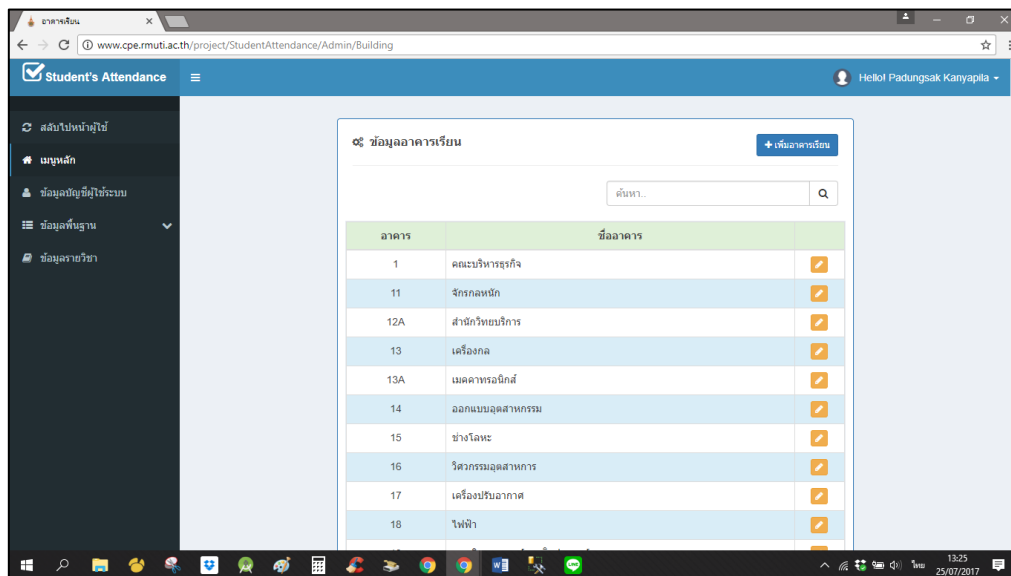 อาคารเรียน
www.cpe.rmuti.ac.th/project/StudentAttendance/Admin/Building
Student's Attendance
Hello! Padungsak Kanyapila
สลับไปหน้าผู้ใช้
เมนูหลัก
ข้อมูลบัญชีผู้ใช้ระบบ
ข้อมูลพื้นฐาน
ข้อมูลรายวิชา
ข้อมูลอาคารเรียน
เพิ่มอาคารเรียน
ค้นหา..
อาคาร ชื่ออาคาร
1 คณะบริหารธุรกิจ
11 จักรกลหนัก
12A สำนักวิทยบริการ
13 เครื่องกล
13A เมคคาทรอนิกส์
14 ออกแบบอุตสาหกรรม
15 ช่างโลหะ
16 วิศวกรรมอุตสาหการ
17 เครื่องปรับอากาศ
18 ไฟฟ้า
ไทย
13:25
25/07/2017